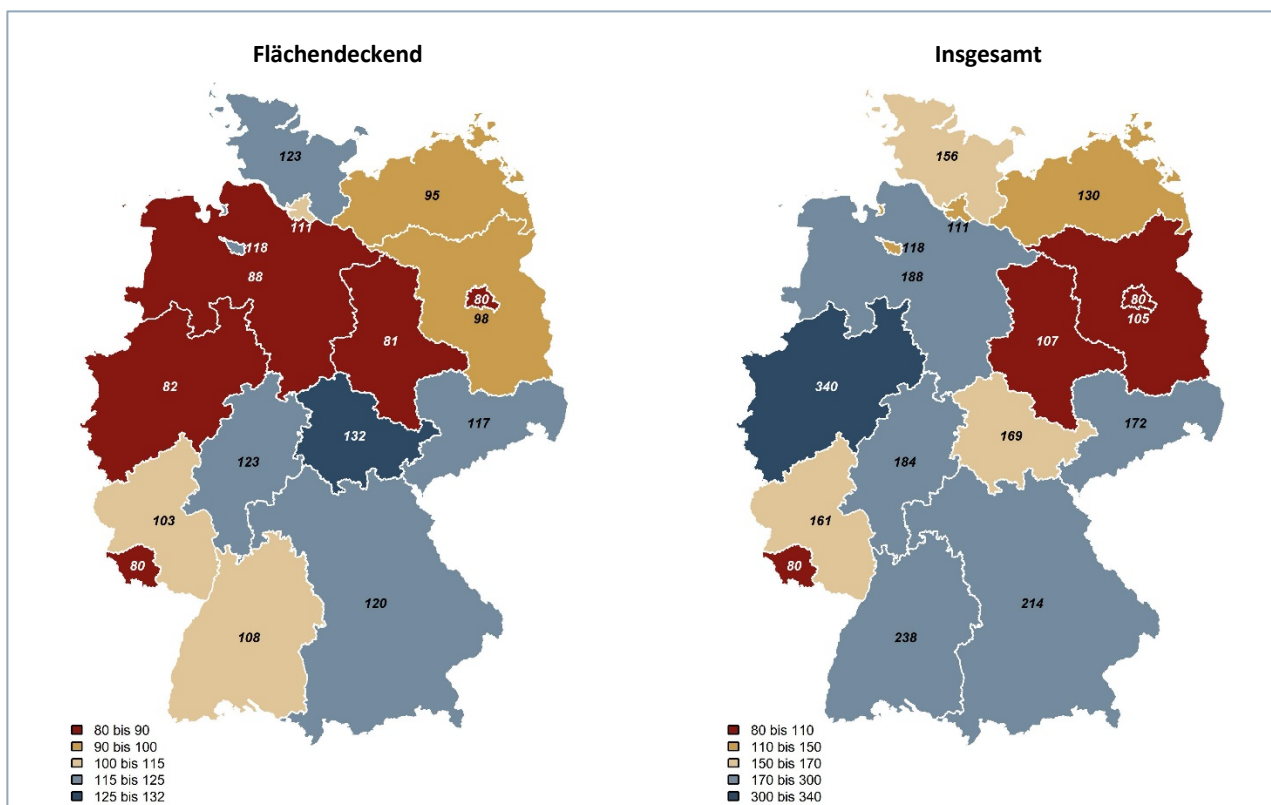 Flächendeckend
123
95
111
118
88
80
98
81
82
132
117
123
103
80
120
108
80 bis 90
90 bis 100
100 bis 115
115 bis 125
125 bis 132
Insgesamt
156
130
111
118
188
80
105
107
340
172
169
184
161
80
214
238
80 bis 110
110 bis 150
150 bis 170
170 bis 300
300 bis 340